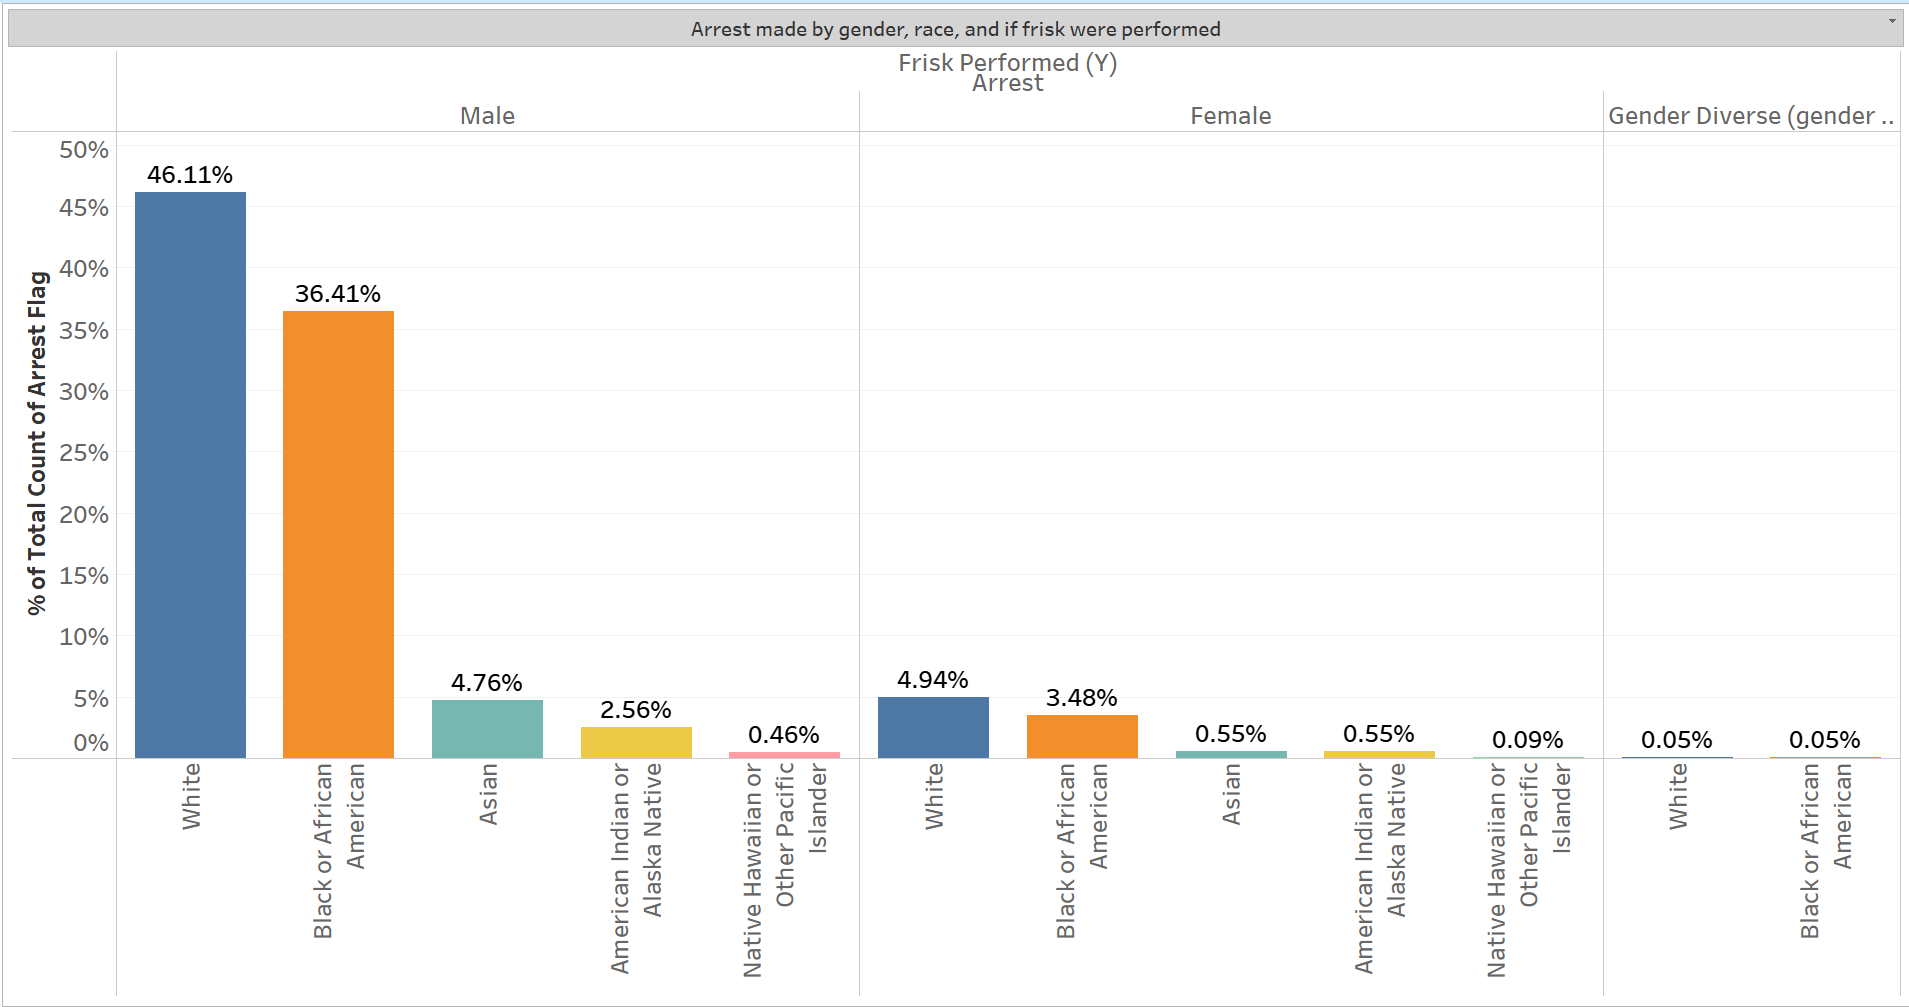 Arrest made by gender, race, and if frisk were performed
Frisk Performed (Y)
Arrest
Male
Female
Gender Diverse (gender ..
% of Total Count of Arrest Flag
50%
45%
40%
35%
30%
25%
20%
15%
10%
5%
0%
46.11%
36.41%
4.76%
2.56%
0.46%
4.94%
3.48%
0.55%
0.55%
0.09%
0.05%
0.05%
White
Black or African
American
Asian
American Indian or
Alaska Native
Native Hawaiian or
Other Pacific
Islander
White
Black or African
American
Asian
American Indian or
Alaska Native
Native Hawaiian or
Other Pacific
Islander
White
Black or African
American